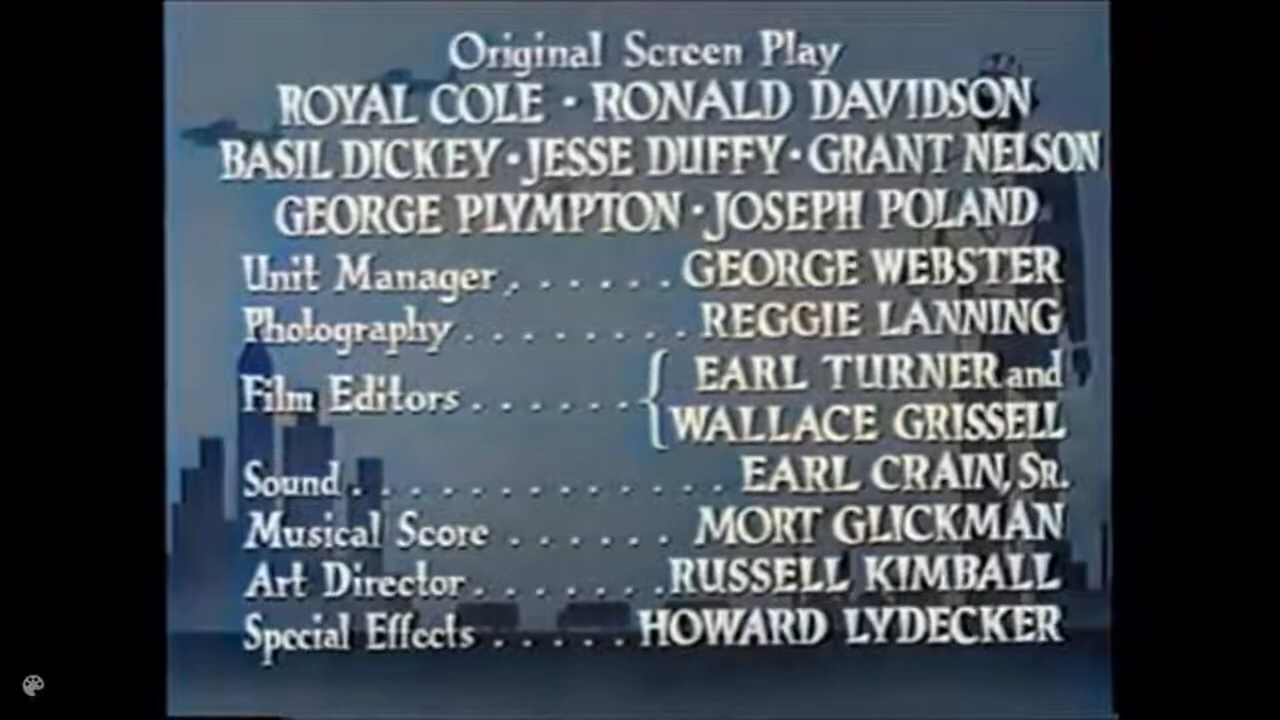 Original Screen Play
ROYAL COLE · RONALD DAVIDSON
BASIL DICKEY · JESSE DUFFY · GRANT NELSON
GEORGE PLYMPTON · JOSEPH POLAND
Unit Manager . . . . . . GEORGE WEBSTER
Photography . . . . . . . . REGGIE LANNING
Film Editors . . . . . . { EARL TURNER and
WALLACE GRISSELL
Sound . . . . . . . . . . . . . . EARL CRAIN, SR.
Musical Score . . . . . . MORT GLICKMAN
Art Director . . . . . . . RUSSELL KIMBALL
Special Effects . . . . . HOWARD LYDECKER